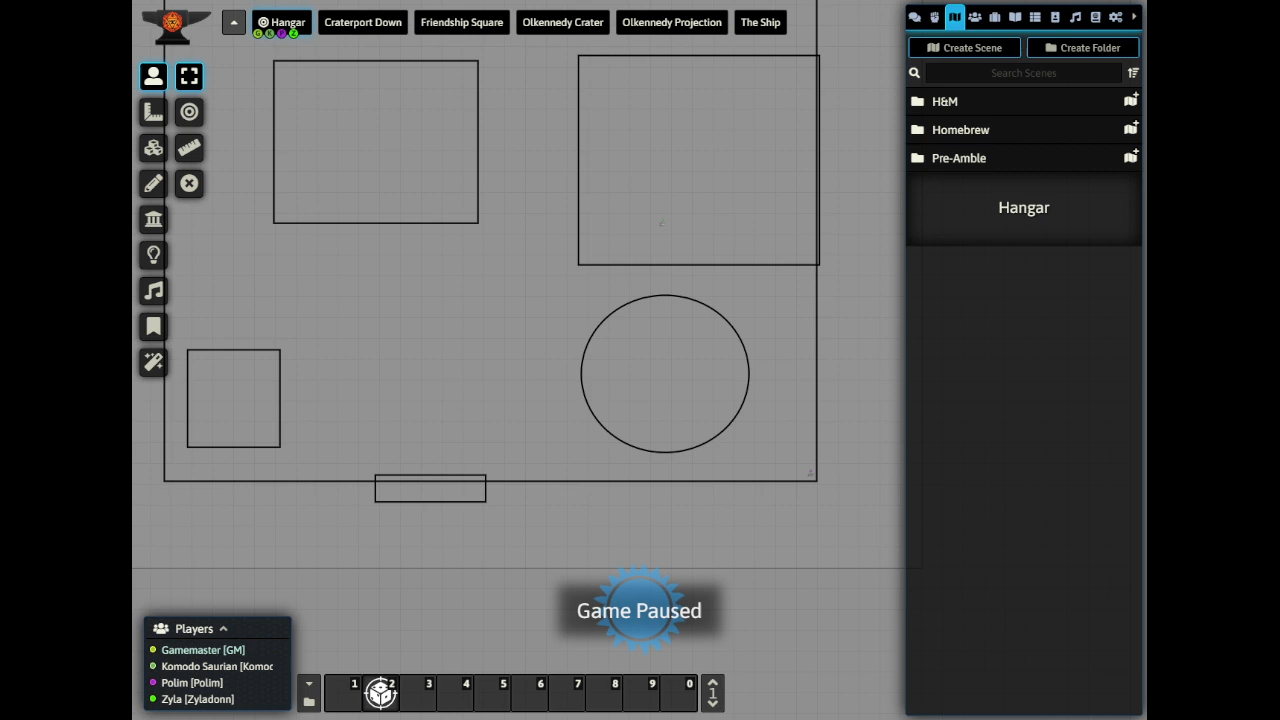 Hangar
G K P Z
Craterport Down
Friendship Square
Olkennedy Crater
Olkennedy Projection
The Ship
Create Scene
Create Folder
Search Scenes
H&M
Homebrew
Pre-Amble
Hangar
Game Paused
Players
Gamemaster [GM]
Komodo Saurian [Komoc
Polim [Polim]
Zyla [Zyladonn]
1 2 3 4 5 6 7 8 9 0
1